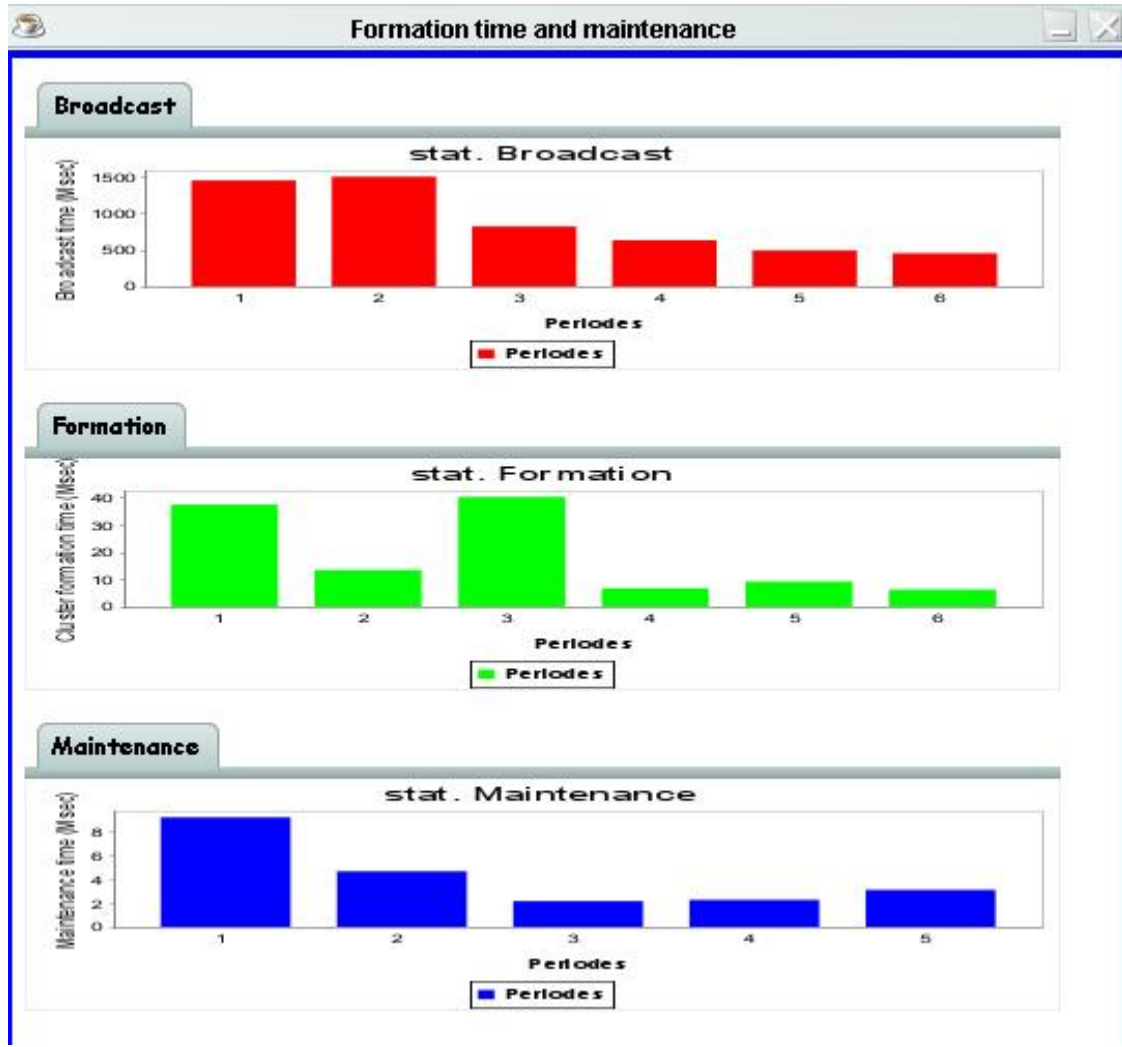 Formation time and maintenance
Broadcast
stat. Broadcast
Broadcast time (Msec)
1500
1000
500
0
1 2 3 4 5 6
Periodes
Periodes
Formation
stat. Formation
Cluster formation time (Msec)
40
30
20
10
0
1 2 3 4 5 6
Periodes
Periodes
Maintenance
stat. Maintenance
Maintenance time (Msec)
8
6
4
2
0
1 2 3 4 5
Periodes
Periodes